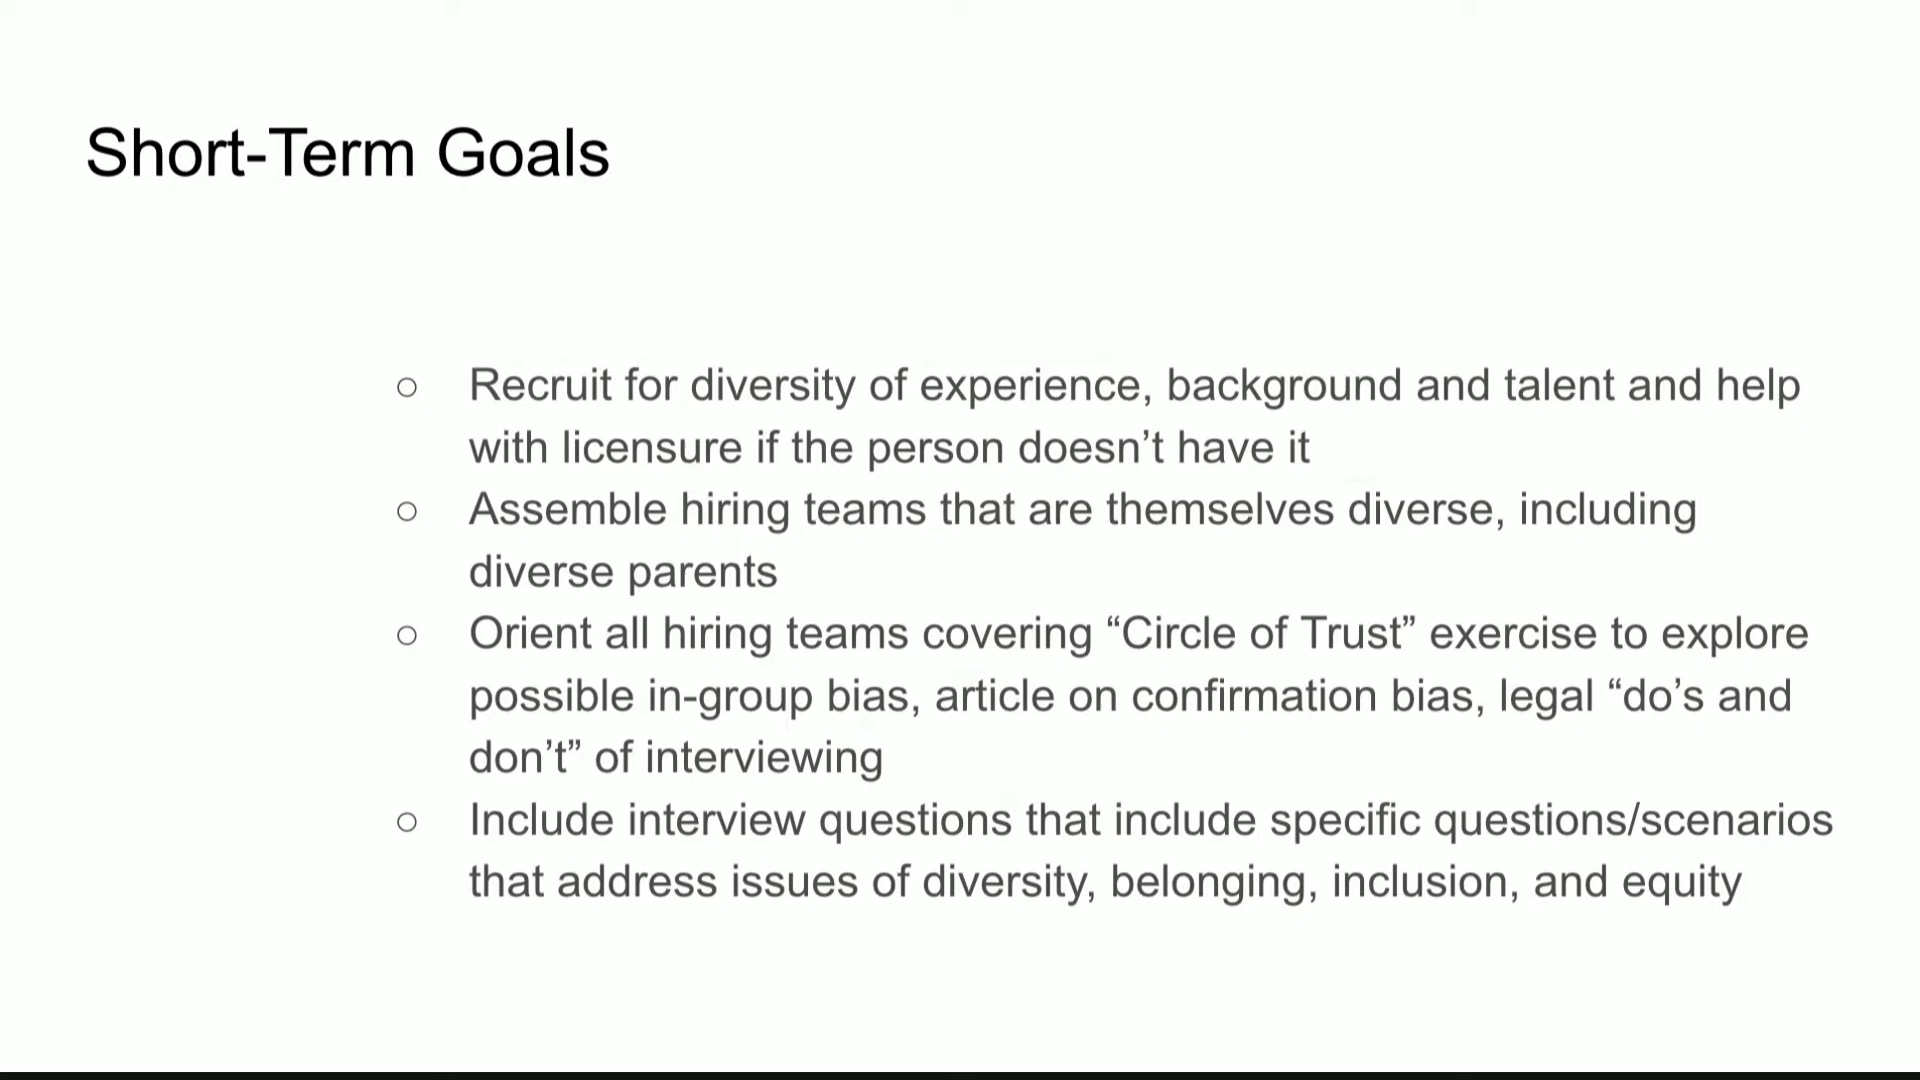 Short-Term Goals
○ Recruit for diversity of experience, background and talent and help
with licensure if the person doesn’t have it
○ Assemble hiring teams that are themselves diverse, including
diverse parents
○ Orient all hiring teams covering “Circle of Trust” exercise to explore
possible in-group bias, article on confirmation bias, legal “do’s and
don’t” of interviewing
○ Include interview questions that include specific questions/scenarios
that address issues of diversity, belonging, inclusion, and equity